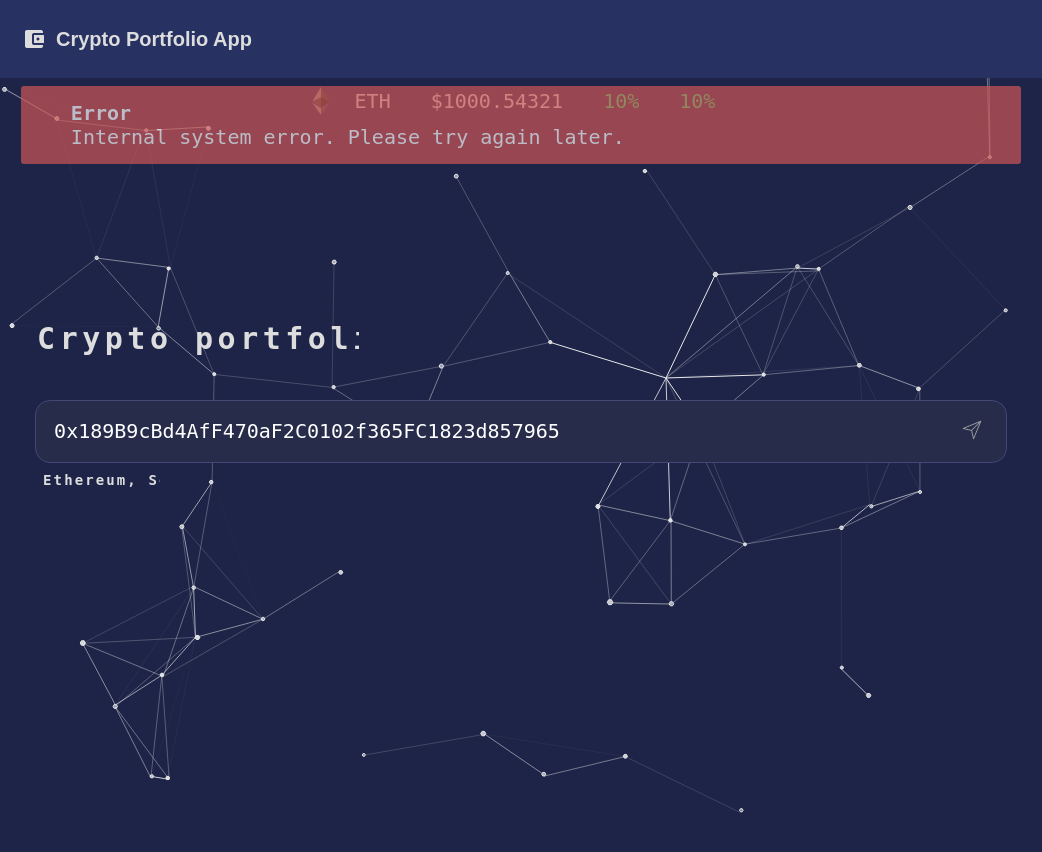 Crypto Portfolio App
ETH $1000.54321 10% 10%
Error
Internal system error. Please try again later.
Crypto portfol
0x189B9cBd4AfF470aF2C0102f365FC1823d857965
Ethereum, S